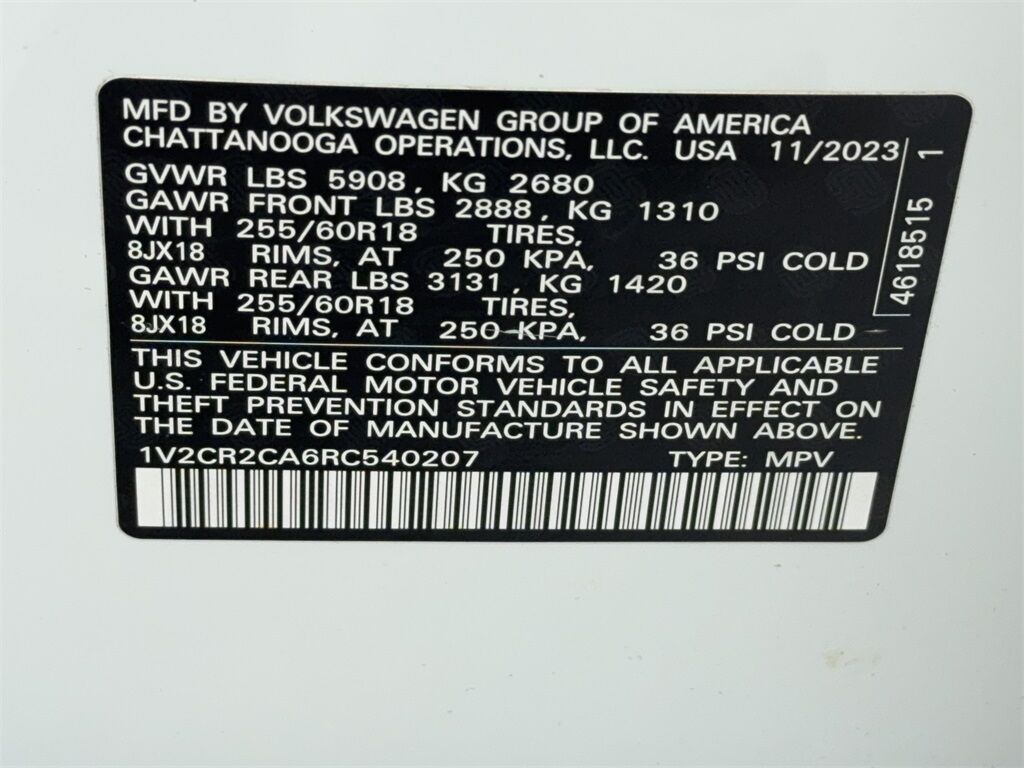 MFD BY VOLKSWAGEN GROUP OF AMERICA
CHATTANOOGA OPERATIONS, LLC. USA 11/2023
GVWR LBS 5908, KG 2680
GAWR FRONT LBS 2888, KG 1310
WITH 255/60R18 TIRES,
8JX18 RIMS, AT 250 KPA, 36 PSI COLD
GAWR REAR LBS 3131, KG 1420
WITH 255/60R18 TIRES,
8JX18 RIMS, AT 250 KPA, 36 PSI COLD
4618515 1
THIS VEHICLE CONFORMS TO ALL APPLICABLE
U.S. FEDERAL MOTOR VEHICLE SAFETY AND
THEFT PREVENTION STANDARDS IN EFFECT ON
THE DATE OF MANUFACTURE SHOWN ABOVE.
1V2CR2CA6RC540207 TYPE: MPV